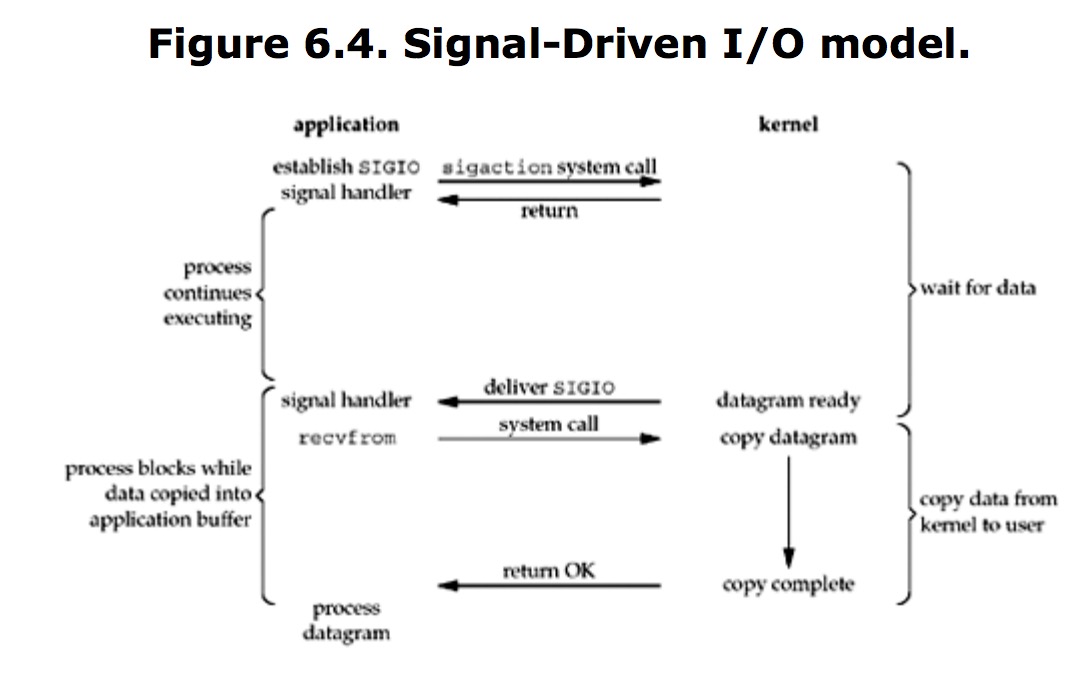 Figure 6.4. Signal-Driven I/O model.
application
kernel
establish SIGIO
signal handler
sigaction system call
return
process
continues
executing
wait for data
signal handler
deliver SIGIO
datagram ready
recvfrom
system call
copy datagram
process blocks while
data copied into
application buffer
copy data from
kernel to user
return OK
copy complete
process
datagram